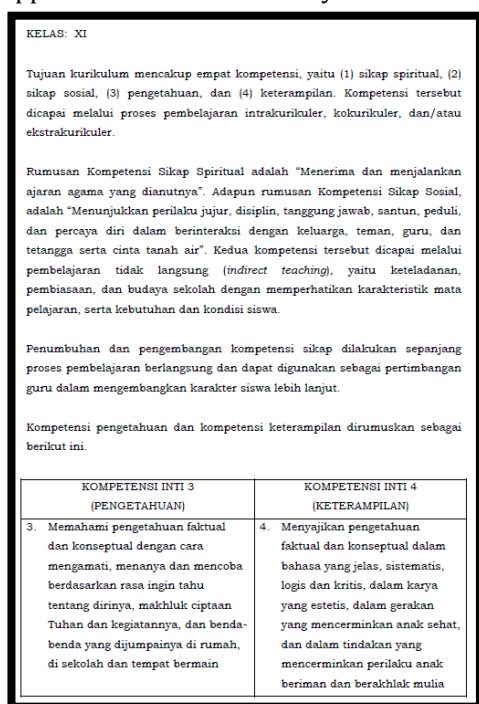 KELAS: XI
Tujuan kurikulum mencakup empat kompetensi, yaitu (1) sikap spiritual, (2)
sikap sosial, (3) pengetahuan, dan (4) keterampilan. Kompetensi tersebut
dicapai melalui proses pembelajaran intrakurikuler, kokurikuler, dan/atau
ekstrakurikuler.
Rumusan Kompetensi Sikap Spiritual adalah “Menerima dan menjalankan
ajaran agama yang dianutnya”. Adapun rumusan Kompetensi Sikap Sosial,
adalah “Menunjukkan perilaku jujur, disiplin, tanggung jawab, santun, peduli,
dan percaya diri dalam berinteraksi dengan keluarga, teman, guru, dan
tetangga serta cinta tanah air”. Kedua kompetensi tersebut dicapai melalui
pembelajaran tidak langsung (indirect teaching), yaitu keteladanan,
pembiasaan, dan budaya sekolah dengan memperhatikan karakteristik mata
pelajaran, serta kebutuhan dan kondisi siswa.
Penumbuhan dan pengembangan kompetensi sikap dilakukan sepanjang
proses pembelajaran berlangsung dan dapat digunakan sebagai pertimbangan
guru dalam mengembangkan karakter siswa lebih lanjut.
Kompetensi pengetahuan dan kompetensi keterampilan dirumuskan sebagai
berikut ini.
KOMPETENSI INTI 3
(PENGETAHUAN)
KOMPETENSI INTI 4
(KETERAMPILAN)
3. Memahami pengetahuan faktual
dan konseptual dengan cara
mengamati, menanya dan mencoba
berdasarkan rasa ingin tahu
tentang dirinya, makhluk ciptaan
Tuhan dan kegiatannya, dan benda-
benda yang dijumpainya di rumah,
di sekolah dan tempat bermain
4. Menyajikan pengetahuan
faktual dan konseptual dalam
bahasa yang jelas, sistematis,
logis dan kritis, dalam karya
yang estetis, dalam gerakan
yang mencerminkan anak sehat,
dan dalam tindakan yang
mencerminkan perilaku anak
beriman dan berakhlak mulia